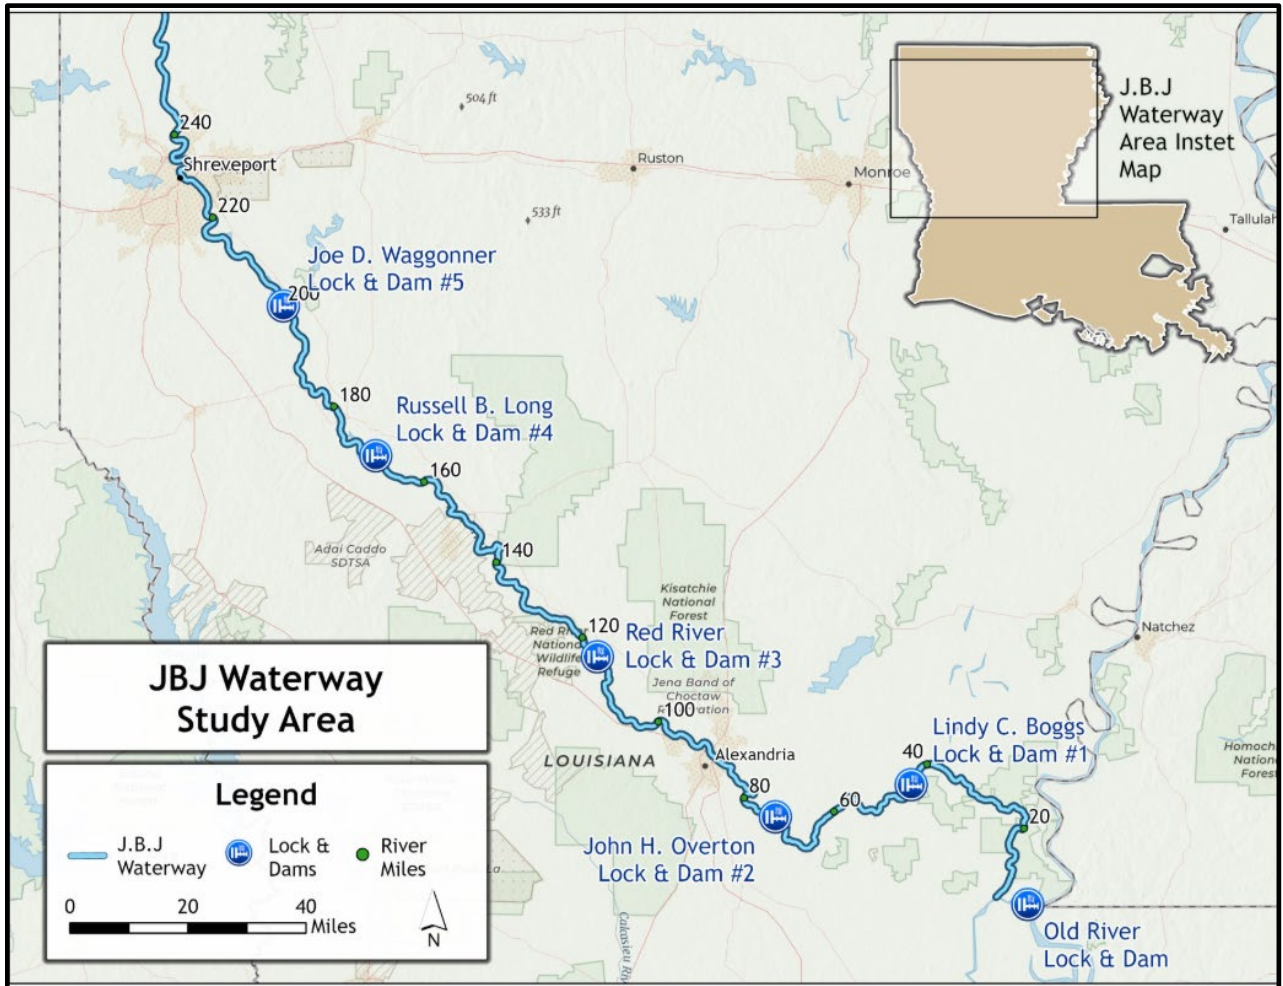 504 ft
240
Shreveport
Ruston
Monroe
J.B.J
Waterway
Area Instet
Map
220
533 ft
Tallulah
Joe D. Waggonner
Lock & Dam #5
200
180
Russell B. Long
Lock & Dam #4
160
Adai Caddo
SDTSA
140
Kisatchie
National
Forest
120
Red River
National
Wildlife
Refuge
Red River
Lock & Dam #3
Natchez
Jena Band of
Choctaw
100
JBJ Waterway
Study Area
LOUISIANA
Alexandria
Lindy C. Boggs
Lock & Dam #1
40
80
60
20
John H. Overton
Lock & Dam #2
Old River
Lock & Dam
Legend
J.B.J
Waterway
Lock &
Dams
River
Miles
0 20 40
Miles
N